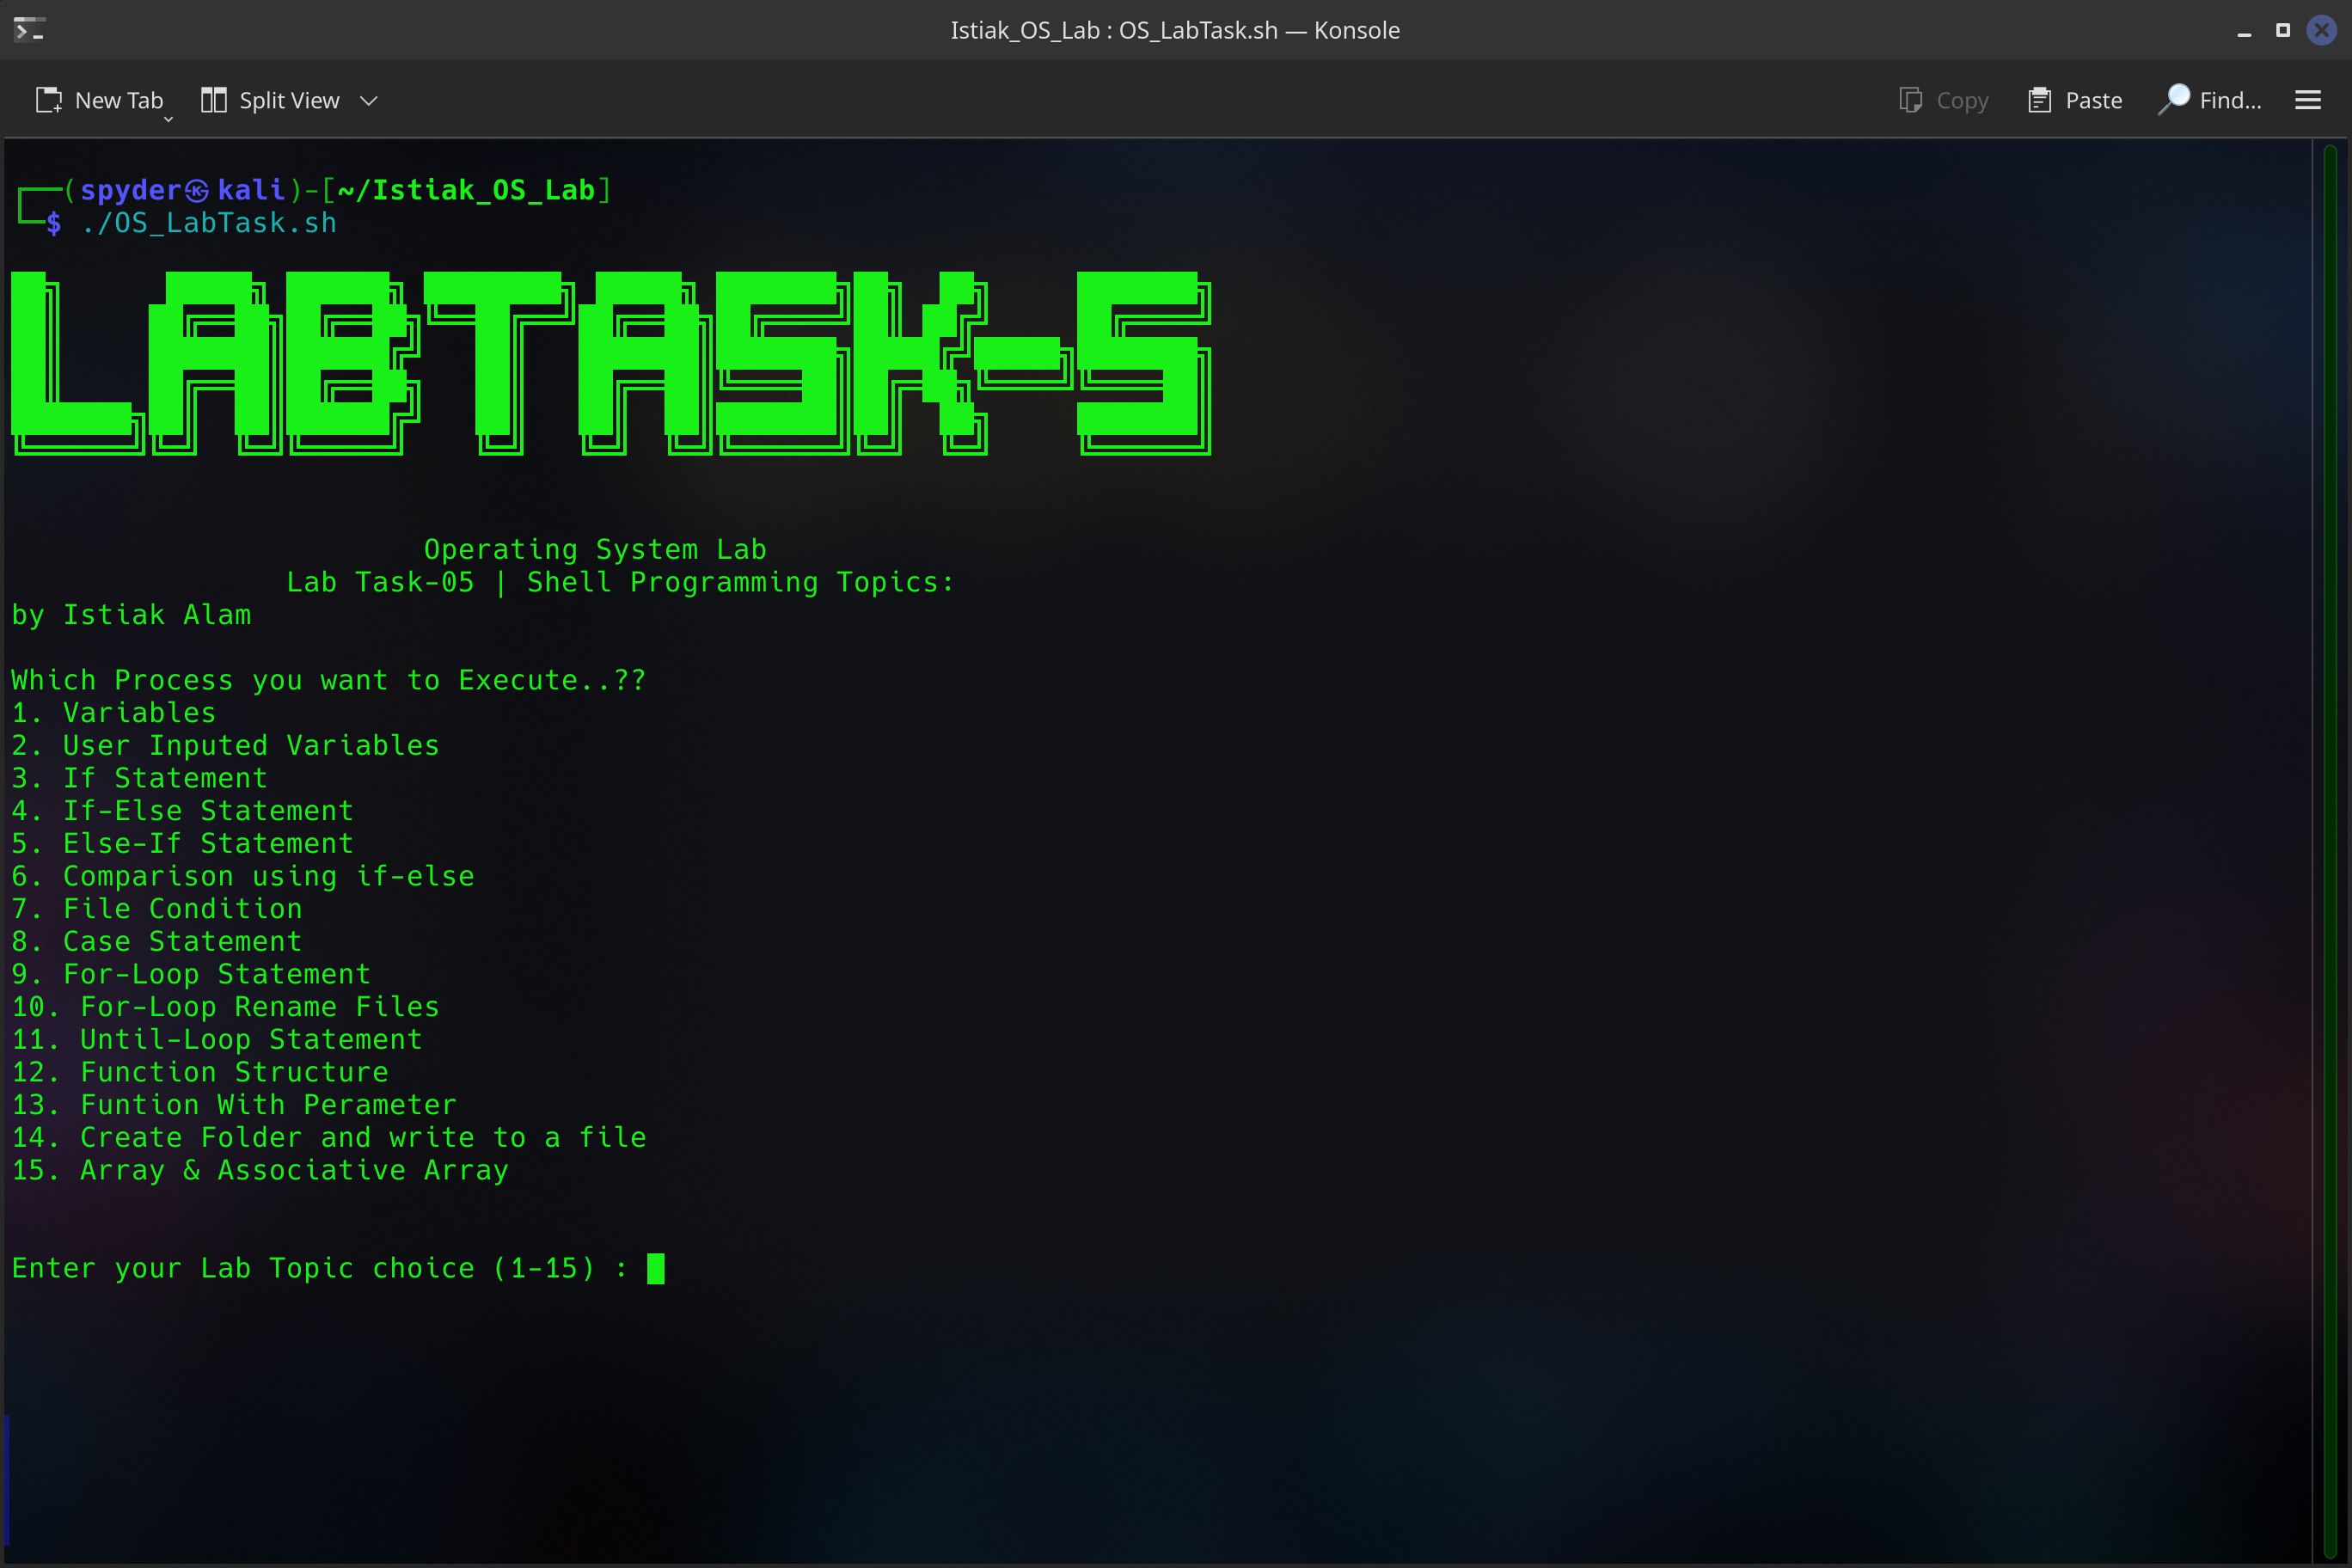 Istiak_OS_Lab : OS_LabTask.sh — Konsole
New Tab Split View Copy Paste Find...
(spyder㉿kali)-[~/Istiak_OS_Lab]
$ ./OS_LabTask.sh
LABTASK-5
Operating System Lab
Lab Task-05 | Shell Programming Topics:
by Istiak Alam
Which Process you want to Execute..??
1. Variables
2. User Inputed Variables
3. If Statement
4. If-Else Statement
5. Else-If Statement
6. Comparison using if-else
7. File Condition
8. Case Statement
9. For-Loop Statement
10. For-Loop Rename Files
11. Until-Loop Statement
12. Function Structure
13. Funtion With Perameter
14. Create Folder and write to a file
15. Array & Associative Array
Enter your Lab Topic choice (1-15) :